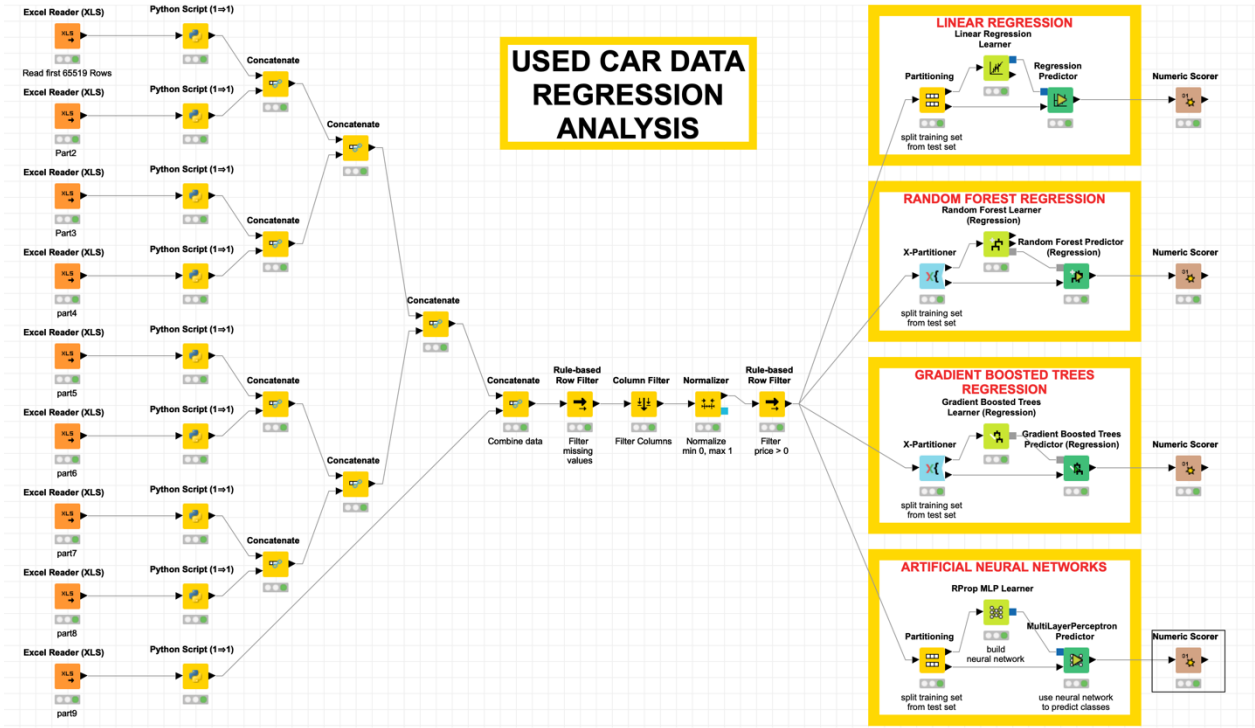 Excel Reader (XLS)
Python Script (1⇒1)
XLS
Read first 65519 Rows
Concatenate
Excel Reader (XLS)
Python Script (1⇒1)
XLS
Part2
Concatenate
Excel Reader (XLS)
Python Script (1⇒1)
XLS
Part3
Concatenate
Excel Reader (XLS)
Python Script (1⇒1)
XLS
part4
Concatenate
Excel Reader (XLS)
Python Script (1⇒1)
XLS
part5
Concatenate
Excel Reader (XLS)
Python Script (1⇒1)
XLS
part6
Concatenate
Excel Reader (XLS)
Python Script (1⇒1)
XLS
part7
Concatenate
Excel Reader (XLS)
Python Script (1⇒1)
XLS
part8
Excel Reader (XLS)
Python Script (1⇒1)
XLS
part9
USED CAR DATA
REGRESSION
ANALYSIS
Concatenate
Combine data
Rule-based
Row Filter
Filter
missing
values
Column Filter
Filter Columns
Normalizer
Normalize
min 0, max 1
Rule-based
Row Filter
Filter
price > 0
LINEAR REGRESSION
Linear Regression
Learner
Partitioning
Regression
Predictor
split training set
from test set
Numeric Scorer
RANDOM FOREST REGRESSION
Random Forest Learner
(Regression)
X-Partitioner
Random Forest Predictor
(Regression)
split training set
from test set
Numeric Scorer
GRADIENT BOOSTED TREES
REGRESSION
Gradient Boosted Trees
Learner (Regression)
X-Partitioner
Gradient Boosted Trees
Predictor (Regression)
split training set
from test set
Numeric Scorer
ARTIFICIAL NEURAL NETWORKS
RProp MLP Learner
build
neural network
Partitioning
MultiLayerPerceptron
Predictor
split training set
from test set
use neural network
to predict classes
Numeric Scorer